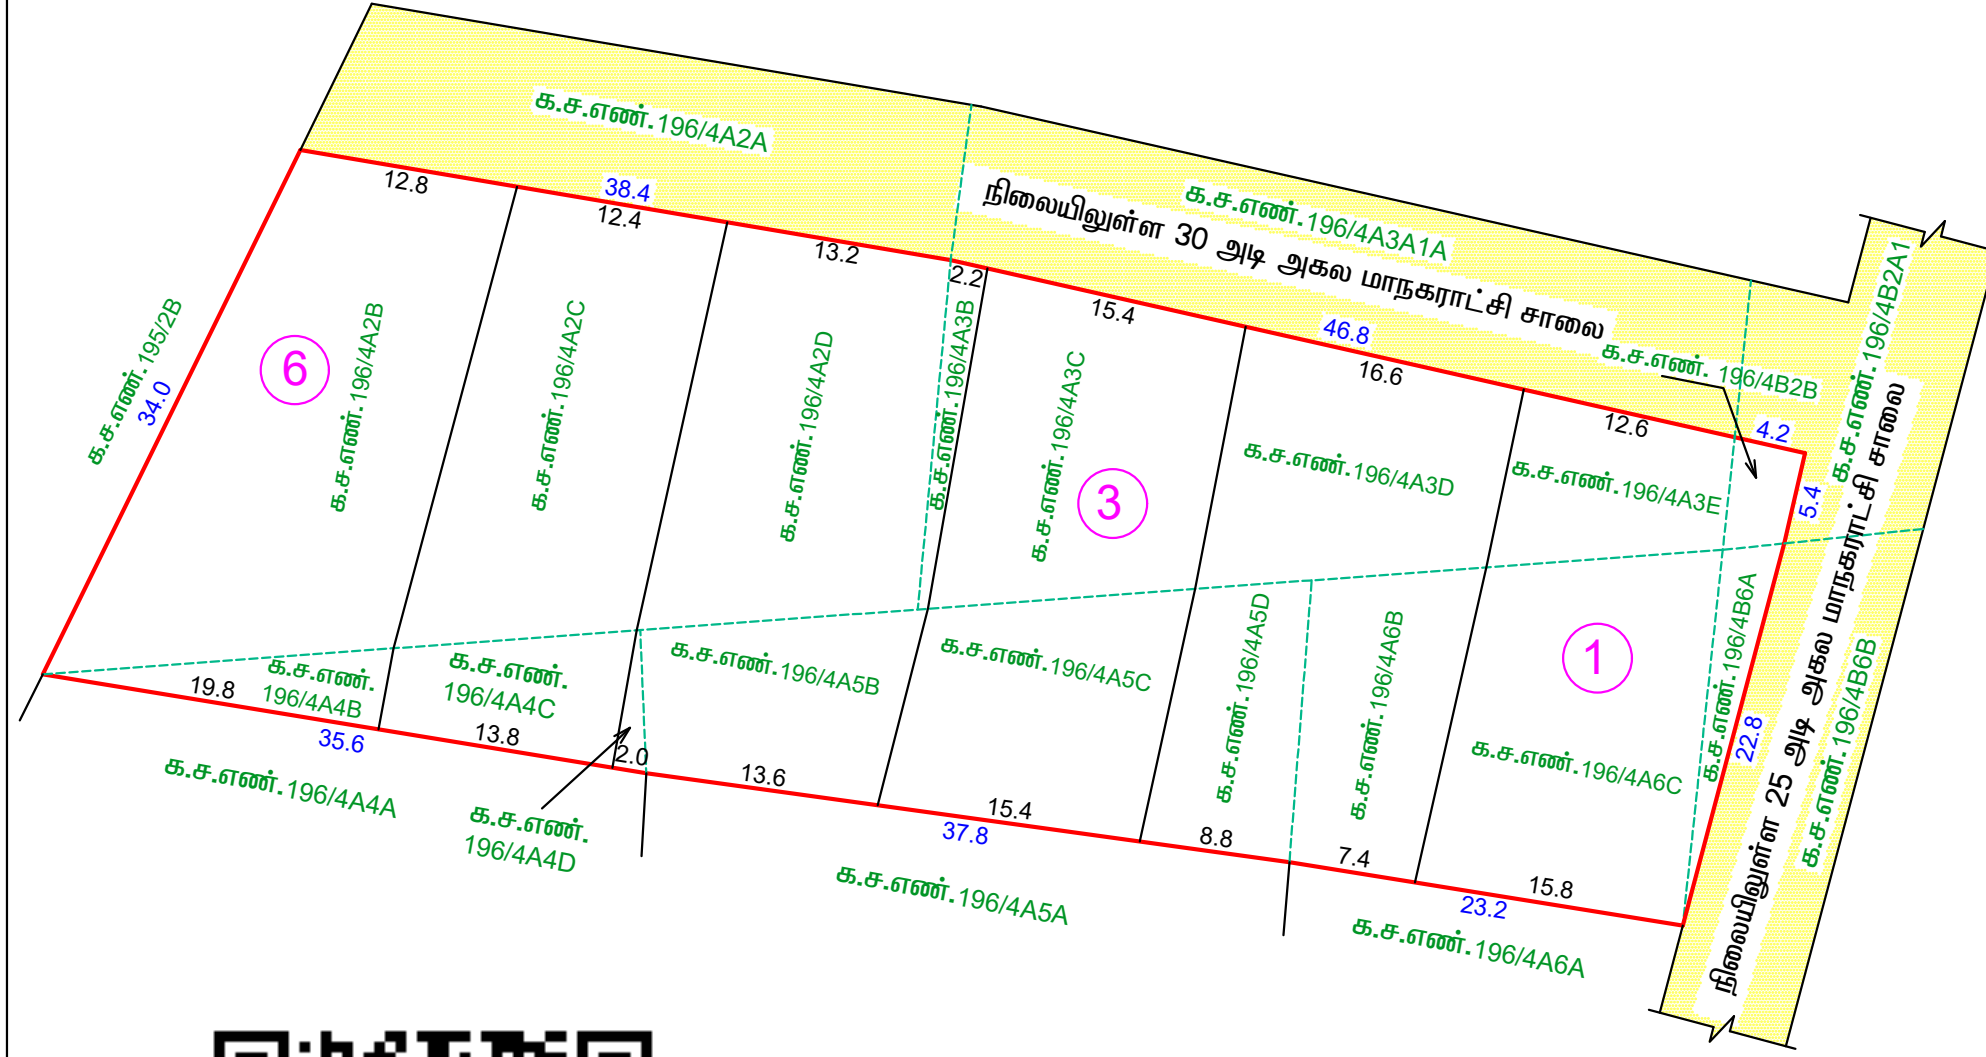 க.ச.எண்.196/4A2A
12.8
38.4
12.4
13.2
2.2
நிலையிலுள்ள 30 அடி அகல மாநகராட்சி சாலை
க.ச.எண்.196/4A3A1A
15.4
46.8
16.6
12.6
க.ச.எண். 196/4B2B
4.2
5.4
க.ச.எண்.196/4B2A1
க.ச.எண்.195/2B
34.0
6
க.ச.எண்.196/4A2B
க.ச.எண்.196/4A2C
க.ச.எண்.196/4A2D
க.ச.எண்.196/4A3B
க.ச.எண்.196/4A3C
3
க.ச.எண்.196/4A3D
க.ச.எண்.196/4A3E
நிலையிலுள்ள 25 அடி அகல மாநகராட்சி சாலை
க.ச.எண்.
196/4A4B
க.ச.எண்.
196/4A4C
க.ச.எண்.196/4A5B
க.ச.எண்.196/4A5C
க.ச.எண்.196/4A5D
க.ச.எண்.196/4A6B
1
க.ச.எண்.196/4A6C
க.ச.எண்.196/4B6A
22.8
க.ச.எண்.196/4B6B
19.8
35.6
13.8
2.0
13.6
15.4
37.8
8.8
7.4
15.8
23.2
க.ச.எண்.196/4A4A
க.ச.எண்.
196/4A4D
க.ச.எண்.196/4A5A
க.ச.எண்.196/4A6A